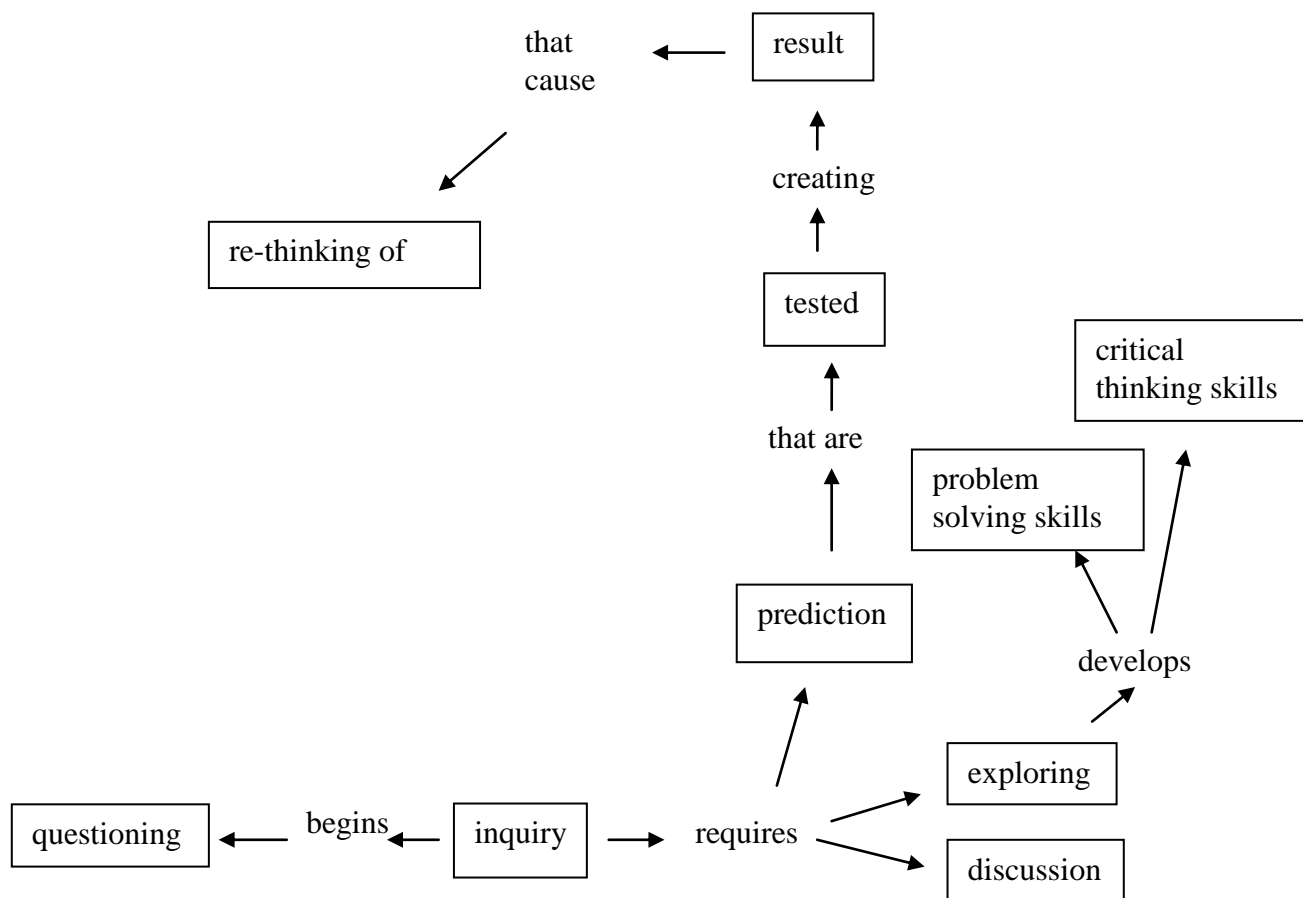 that
cause
result
creating
re-thinking of
tested
critical
thinking skills
that are
problem
solving skills
prediction
develops
exploring
questioning
begins
inquiry
requires
discussion